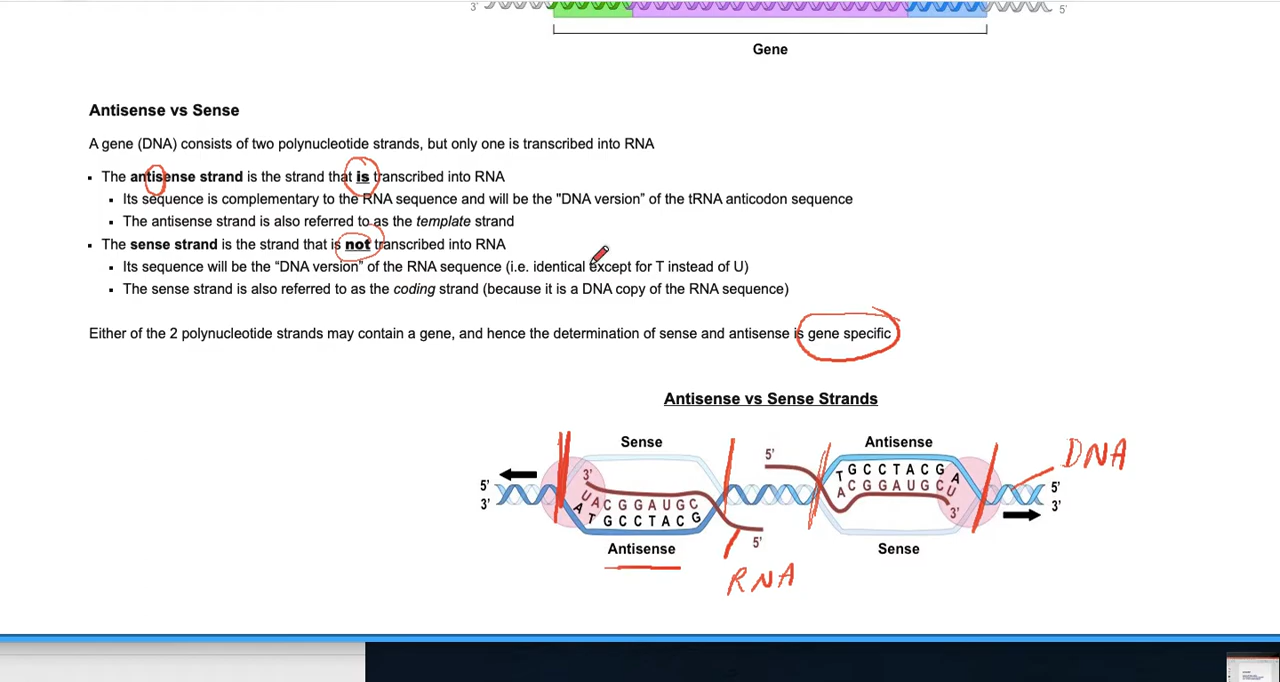 3'
5'
Gene
Antisense vs Sense
A gene (DNA) consists of two polynucleotide strands, but only one is transcribed into RNA
▪ The antisense strand is the strand that is transcribed into RNA
▪ Its sequence is complementary to the RNA sequence and will be the "DNA version" of the tRNA anticodon sequence
▪ The antisense strand is also referred to as the template strand
▪ The sense strand is the strand that is not transcribed into RNA
▪ Its sequence will be the “DNA version” of the RNA sequence (i.e. identical except for T instead of U)
▪ The sense strand is also referred to as the coding strand (because it is a DNA copy of the RNA sequence)
Either of the 2 polynucleotide strands may contain a gene, and hence the determination of sense and antisense is gene specific
Antisense vs Sense Strands
Sense
Antisense
DNA
5'
3'
3'
UACGGAUGC
ATGCCTACG
5'
5'
TGCCTACGA
ACGGAUGCU
3'
5'
3'
Antisense
Sense
RNA